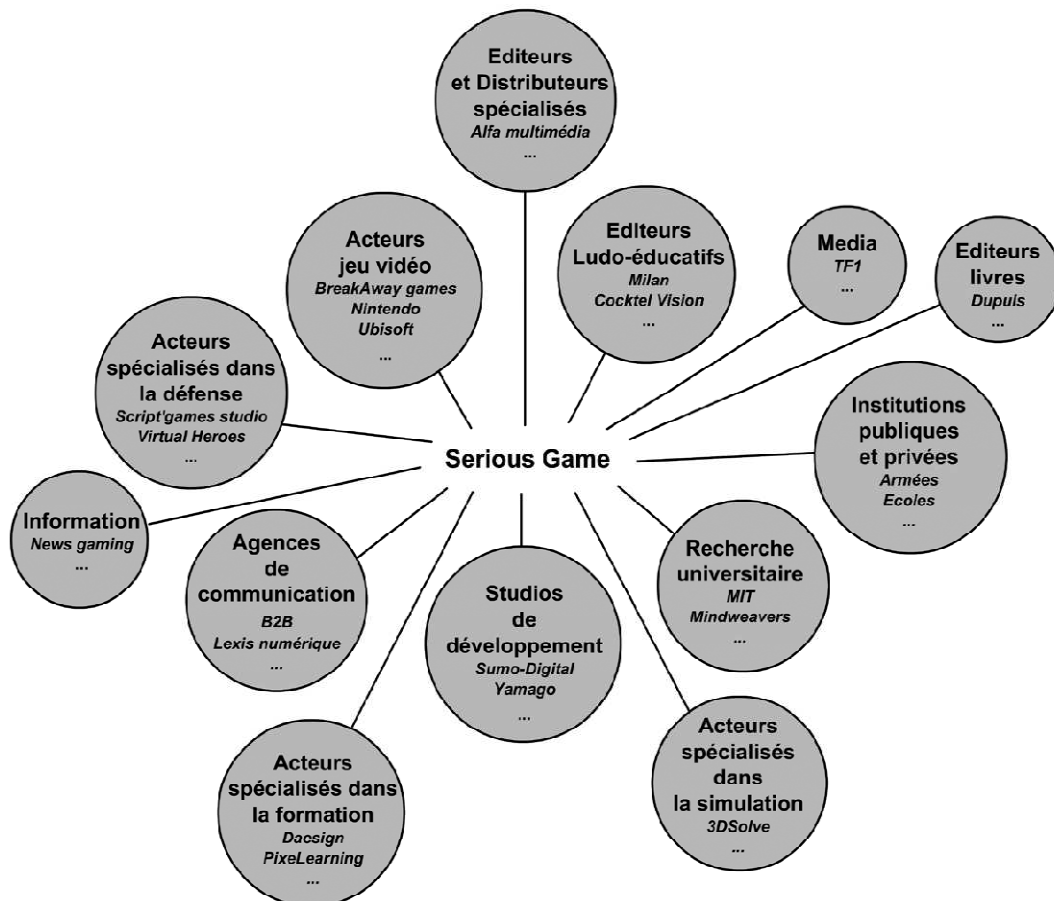 Editeurs
et Distributeurs
spécialisés
Alfa multimédia
...
Acteurs
jeu vidéo
BreakAway games
Nintendo
Ubisoft
...
Editeurs
Ludo-éducatifs
Milan
Cocktel Vision
...
Media
TF1
...
Editeurs
livres
Dupuis
...
Acteurs
spécialisés dans
la défense
Script'games studio
Virtual Heroes
...
Institutions
publiques
et privées
Armées
Ecoles
...
Serious Game
Information
News gaming
...
Agences
de
communication
B2B
Lexis numérique
...
Studios
de
développement
Sumo-Digital
Yamago
...
Recherche
universitaire
MIT
Mindweavers
...
Acteurs
spécialisés dans
la formation
Dacsign
PixeLearning
...
Acteurs
spécialisés
dans
la simulation
3DSolve
...